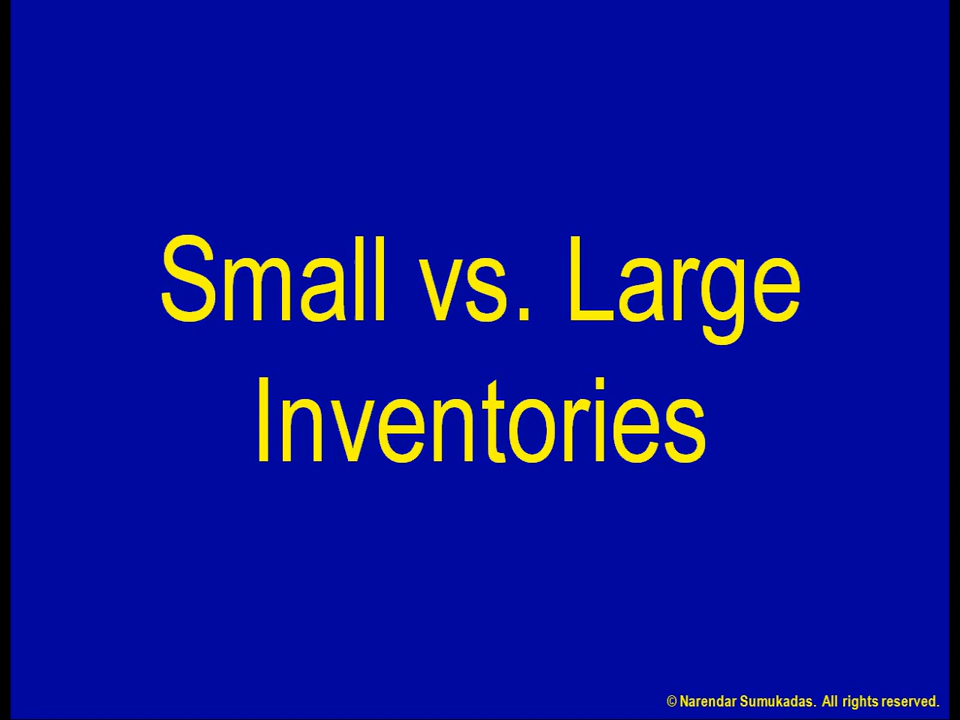 Small vs. Large
Inventories
© Narendar Sumukadas. All rights reserved.